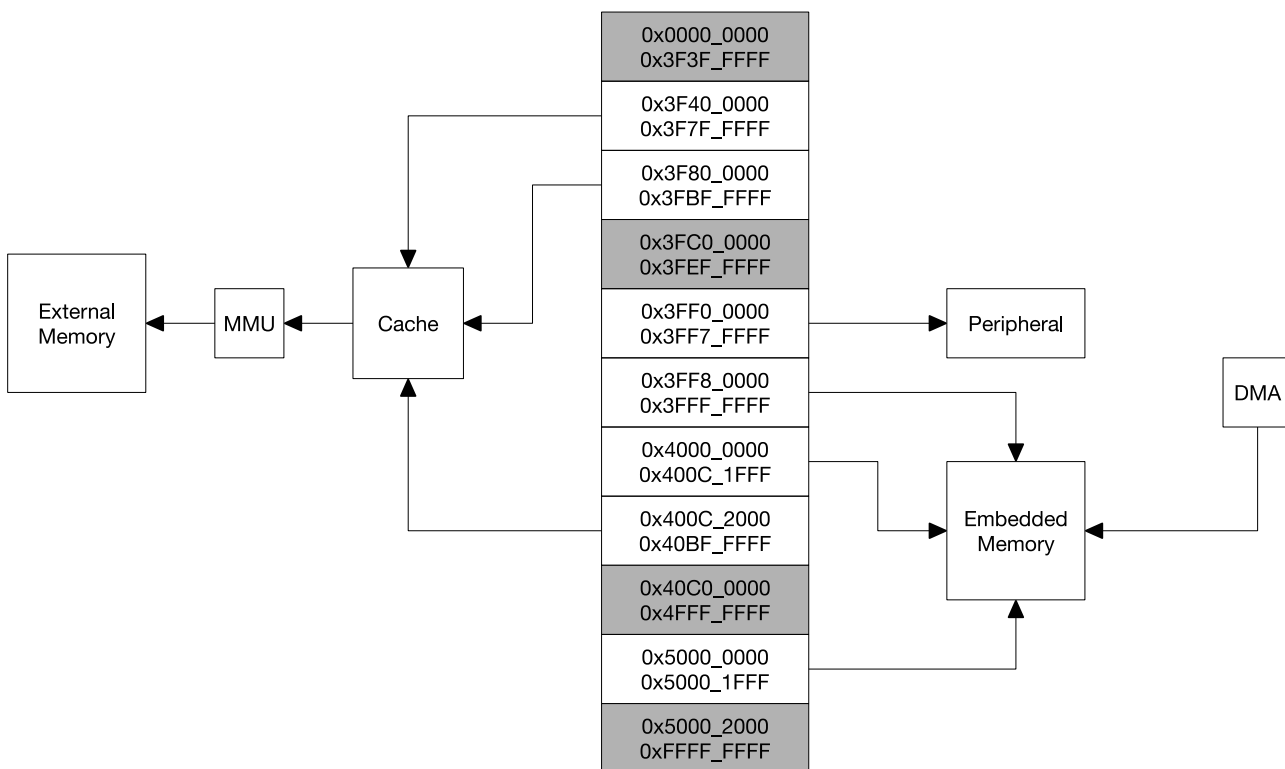 0x0000_0000
0x3F3F_FFFF
0x3F40_0000
0x3F7F_FFFF
0x3F80_0000
0x3FBF_FFFF
0x3FC0_0000
0x3FEF_FFFF
0x3FF0_0000
0x3FF7_FFFF
0x3FF8_0000
0x3FFF_FFFF
0x4000_0000
0x400C_1FFF
0x400C_2000
0x40BF_FFFF
0x40C0_0000
0x4FFF_FFFF
0x5000_0000
0x5000_1FFF
0x5000_2000
0xFFFF_FFFF
External
Memory
MMU
Cache
Peripheral
DMA
Embedded
Memory